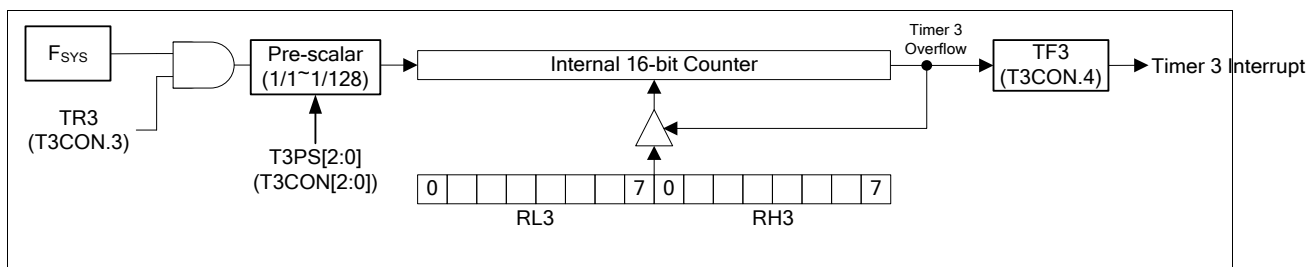 FSYS
TR3
(T3CON.3)
Pre-scalar
(1/1~1/128)
T3PS[2:0]
(T3CON[2:0])
Internal 16-bit Counter
0 7 0 7
RL3 RH3
Timer 3
Overflow
TF3
(T3CON.4)
Timer 3 Interrupt